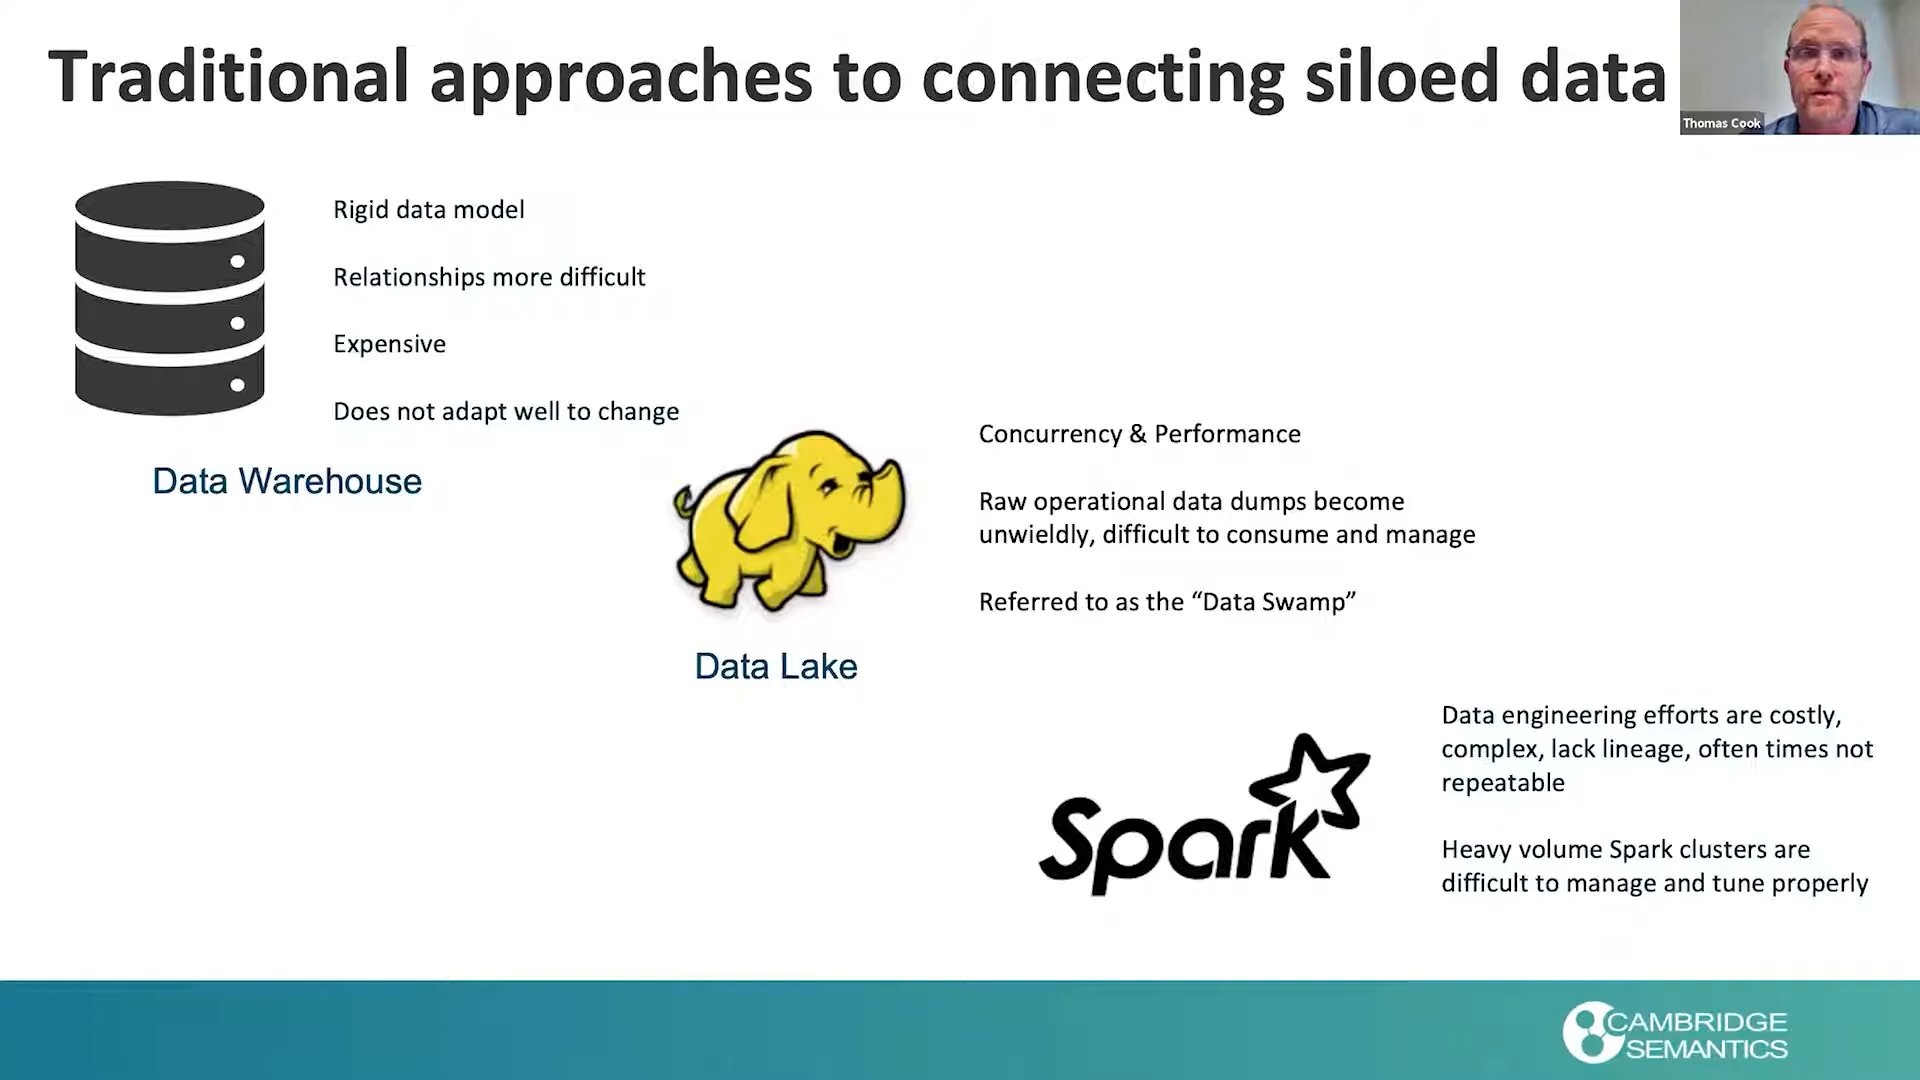 Traditional approaches to connecting siloed data
Thomas Cook
Rigid data model
Relationships more difficult
Expensive
Does not adapt well to change
Data Warehouse
Concurrency & Performance
Raw operational data dumps become
unwieldly, difficult to consume and manage
Referred to as the “Data Swamp”
Data Lake
Spark
Data engineering efforts are costly,
complex, lack lineage, often times not
repeatable
Heavy volume Spark clusters are
difficult to manage and tune properly
CAMBRIDGE
SEMANTICS